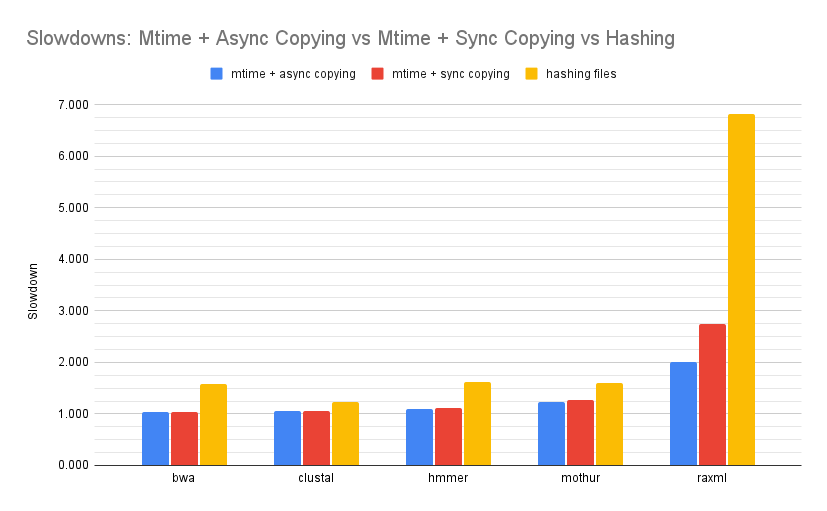 Slowdowns: Mtime + Async Copying vs Mtime + Sync Copying vs Hashing
mtime + async copying mtime + sync copying hashing files
7.000
6.000
5.000
4.000
3.000
2.000
1.000
0.000
Slowdown
bwa clustal hmmer mothur raxml